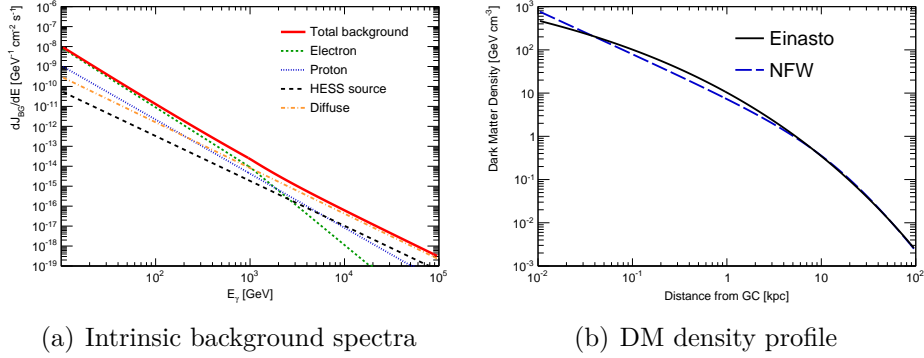 dJ_BG/dE [GeV⁻¹ cm⁻² s⁻¹]
10⁻⁶
10⁻⁷
10⁻⁸
10⁻⁹
10⁻¹⁰
10⁻¹¹
10⁻¹²
10⁻¹³
10⁻¹⁴
10⁻¹⁵
10⁻¹⁶
10⁻¹⁷
10⁻¹⁸
10⁻¹⁹
Total background
Electron
Proton
HESS source
Diffuse
10² 10³ 10⁴ 10⁵
E_γ [GeV]
(a) Intrinsic background spectra
Dark Matter Density [GeV cm⁻³]
10³
10²
10
1
10⁻¹
10⁻²
10⁻³
Einasto
NFW
10⁻² 10⁻¹ 1 10 10²
Distance from GC [kpc]
(b) DM density profile